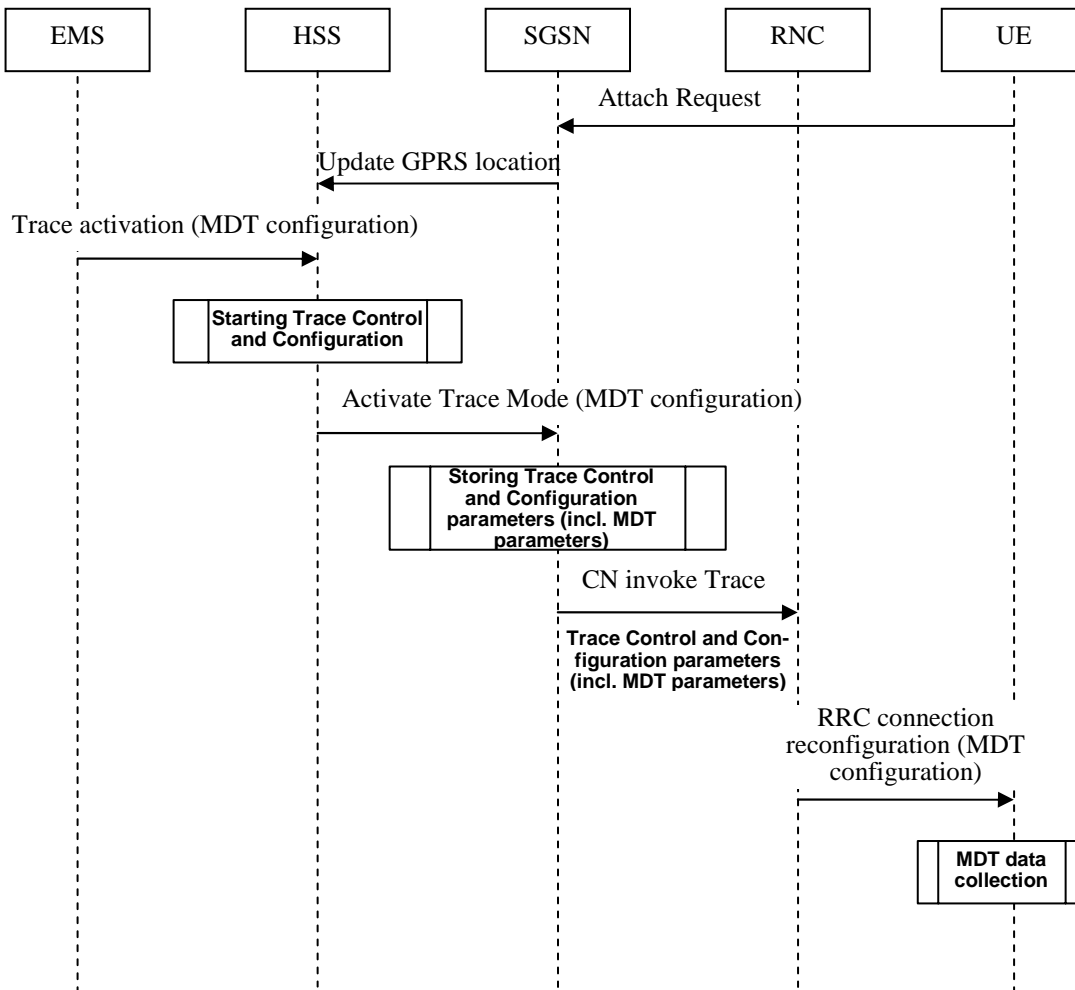 EMS
HSS
SGSN
RNC
UE
Attach Request
Update GPRS location
Trace activation (MDT configuration)
Starting Trace Control
and Configuration
Activate Trace Mode (MDT configuration)
Storing Trace Control
and Configuration
parameters (incl. MDT
parameters)
CN invoke Trace
Trace Control and Con-
figuration parameters
(incl. MDT parameters)
RRC connection
reconfiguration (MDT
configuration)
MDT data
collection